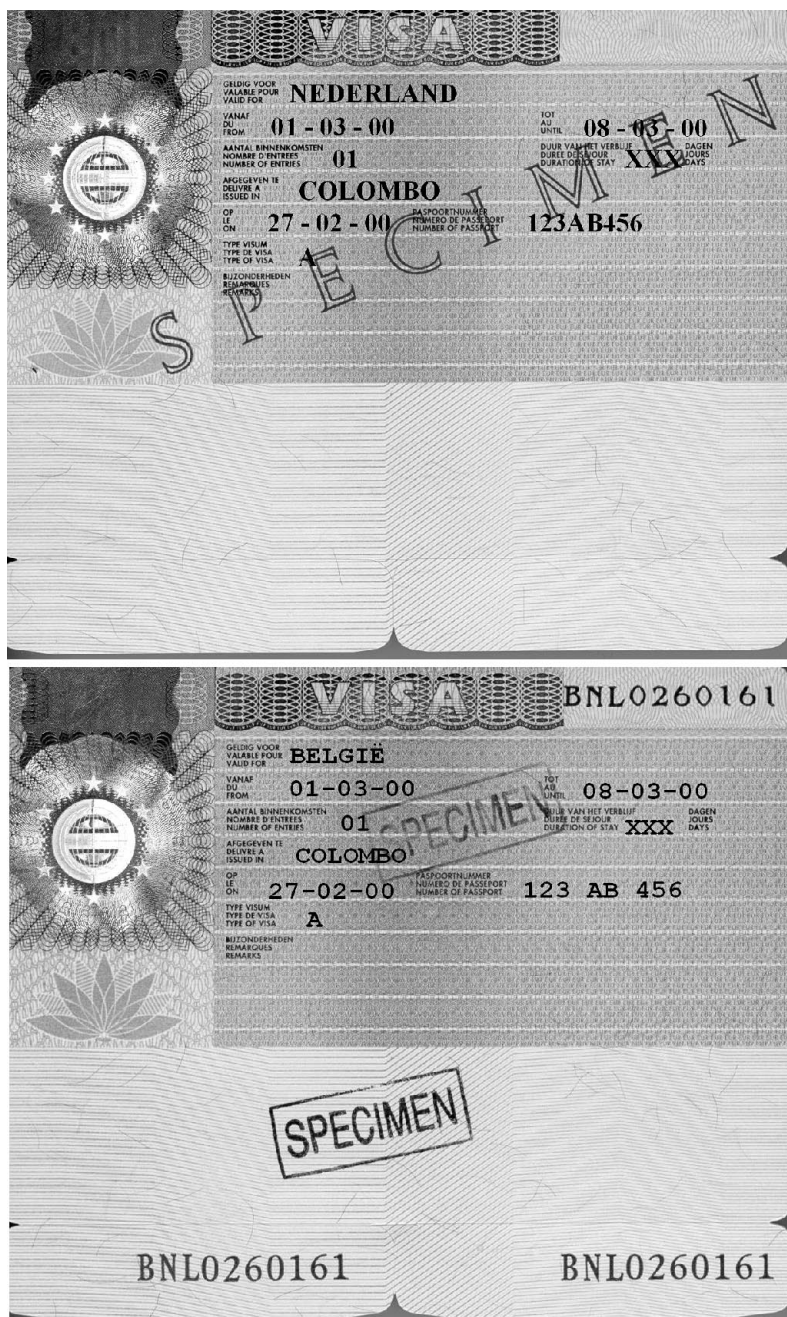 VISA
GELDIG VOOR
VALABLE POUR
VALID FOR
NEDERLAND
VANAF
DU
FROM
01 - 03 - 00
TOT
AU
UNTIL
08 - 03 - 00
AANTAL BINNENKOMSTEN
NOMBRE D'ENTREES
NUMBER OF ENTRIES
01
DUUR VAN HET VERBLIJF
DUREE DE SEJOUR
DURATION OF STAY
XXX
DAGEN
JOURS
DAYS
AFGEGEVEN TE
DELIVRE A
ISSUED IN
COLOMBO
OP
LE
ON
27 - 02 - 00
PASPOORTNUMMER
NUMERO DE PASSEPORT
NUMBER OF PASSPORT
123AB456
TYPE VISUM
TYPE DE VISA
TYPE OF VISA
A
BIJZONDERHEDEN
REMARQUES
REMARKS
SPECIMEN
VISA
BNL0260161
GELDIG VOOR
VALABLE POUR
VALID FOR
BELGIË
VANAF
DU
FROM
01-03-00
TOT
AU
UNTIL
08-03-00
AANTAL BINNENKOMSTEN
NOMBRE D'ENTREES
NUMBER OF ENTRIES
01
SPECIMEN
DUUR VAN HET VERBLIJF
DUREE DE SEJOUR
DURATION OF STAY
XXX
DAGEN
JOURS
DAYS
AFGEGEVEN TE
DELIVRE A
ISSUED IN
COLOMBO
OP
LE
ON
27-02-00
PASPOORTNUMMER
NUMERO DE PASSEPORT
NUMBER OF PASSPORT
123 AB 456
TYPE VISUM
TYPE DE VISA
TYPE OF VISA
A
BIJZONDERHEDEN
REMARQUES
REMARKS
SPECIMEN
BNL0260161
BNL0260161